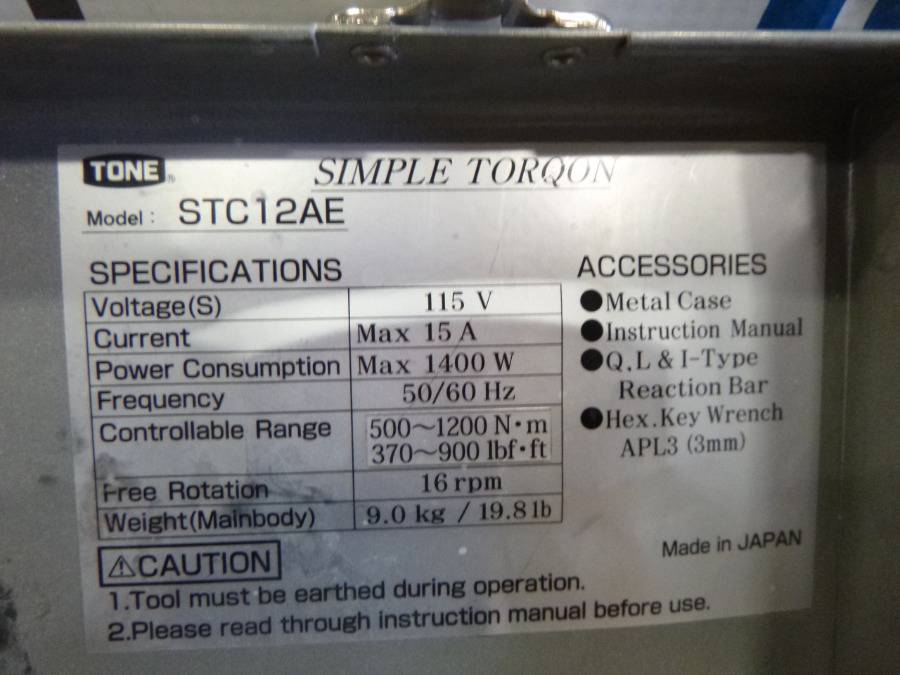 TONE
SIMPLE TORQON
Model : STC12AE
SPECIFICATIONS
Voltage(S) 115 V
Current Max 15 A
Power Consumption Max 1400 W
Frequency 50/60 Hz
Controllable Range 500～1200 N・m
370～900 lbf・ft
Free Rotation 16 rpm
Weight(Mainbody) 9.0 kg / 19.8 lb
ACCESSORIES
●Metal Case
●Instruction Manual
●Q.L & I-Type
Reaction Bar
●Hex.Key Wrench
APL3 (3mm)
Made in JAPAN
⚠CAUTION
1.Tool must be earthed during operation.
2.Please read through instruction manual before use.